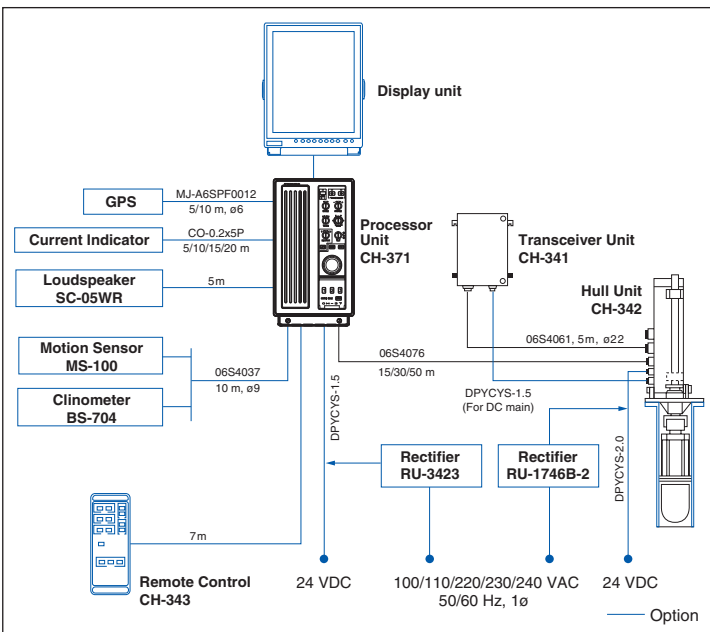 Display unit
GPS
MJ-A6SPF0012
5/10 m, ø6
Current Indicator
CO-0.2x5P
5/10/15/20 m
Loudspeaker
SC-05WR
5m
Processor
Unit
CH-371
Transceiver Unit
CH-341
Hull Unit
CH-342
Motion Sensor
MS-100
Clinometer
BS-704
06S4037
10 m, ø9
06S4061, 5m, ø22
06S4076
15/30/50 m
DPYCYS-1.5
DPYCYS-1.5
(For DC main)
Rectifier
RU-3423
Rectifier
RU-1746B-2
DPYCYS-2.0
7m
Remote Control
CH-343
24 VDC
100/110/220/230/240 VAC
50/60 Hz, 1ø
24 VDC
Option